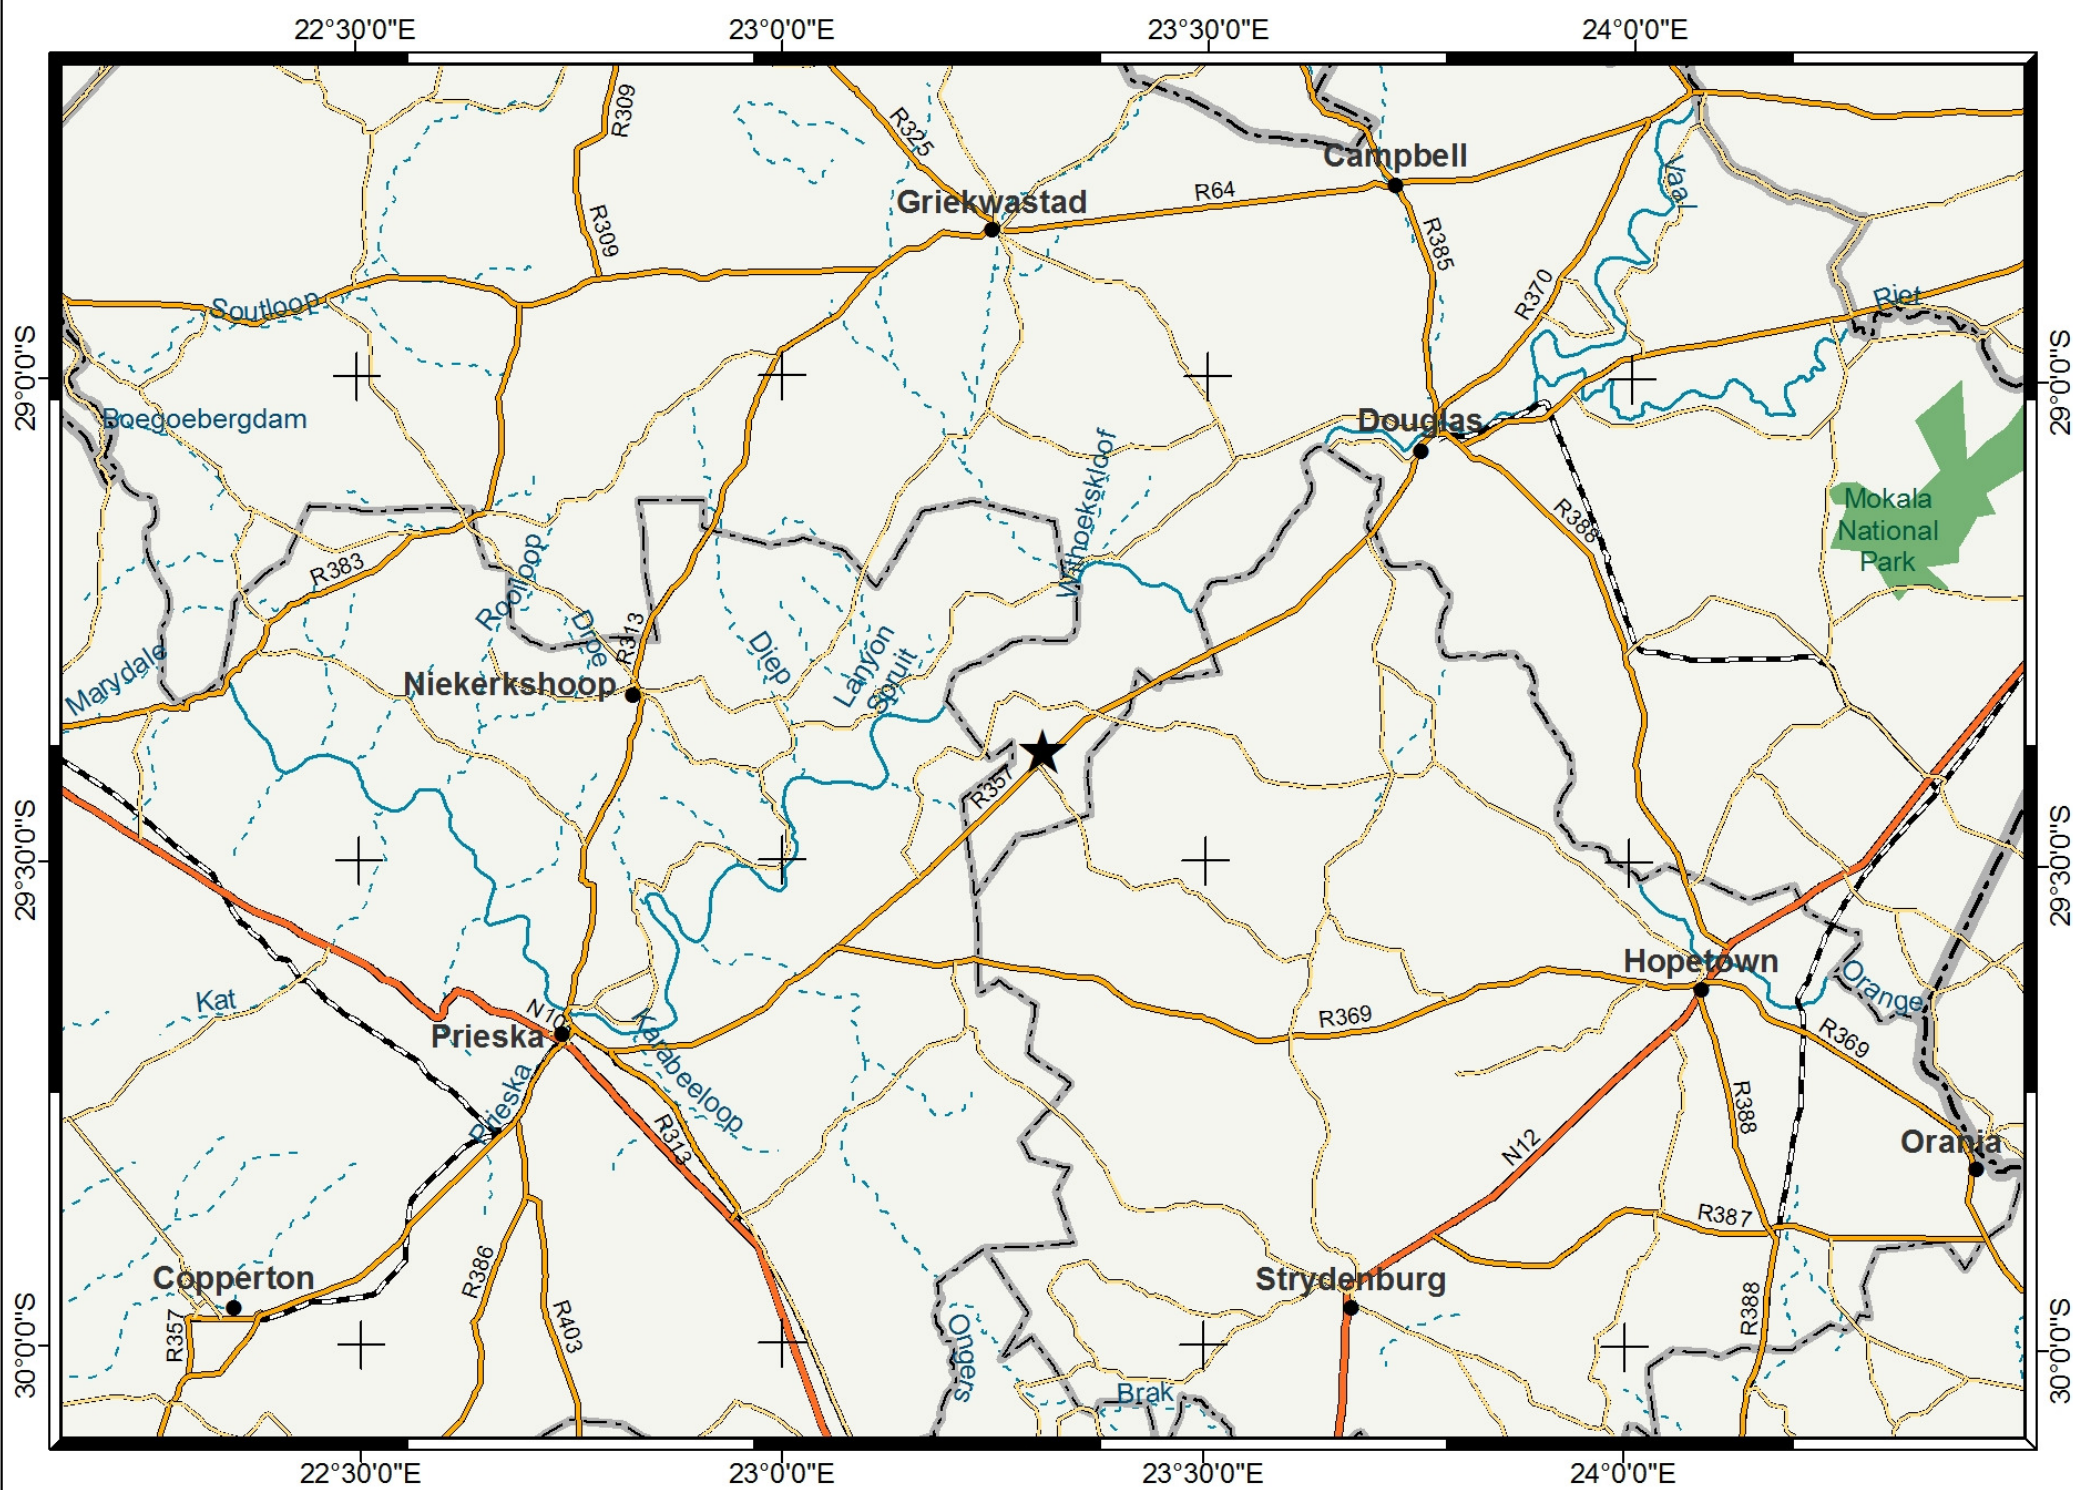 22°30'0"E
23°0'0"E
23°30'0"E
24°0'0"E
R309
R325
Campbell
Vaal
Griekwastad
R64
R309
R385
R370
Soutloop
Riet
29°0'0"S
29°0'0"S
Boegoebergdam
Douglas
Withoekskloof
Mokala
National
Park
R388
R383
Rooiloop
Droe
R313
Diep
Lanyon
Spruit
Marydale
Niekerkshoop
R357
29°30'0"S
29°30'0"S
Hopetown
Orange
Kat
N10
Prieska
Karabeeloop
R369
R369
Prieska
R313
R388
N12
Orania
R387
Copperton
R386
Strydenburg
R357
R403
R388
Ongers
30°0'0"S
30°0'0"S
Brak
22°30'0"E
23°0'0"E
23°30'0"E
24°0'0"E